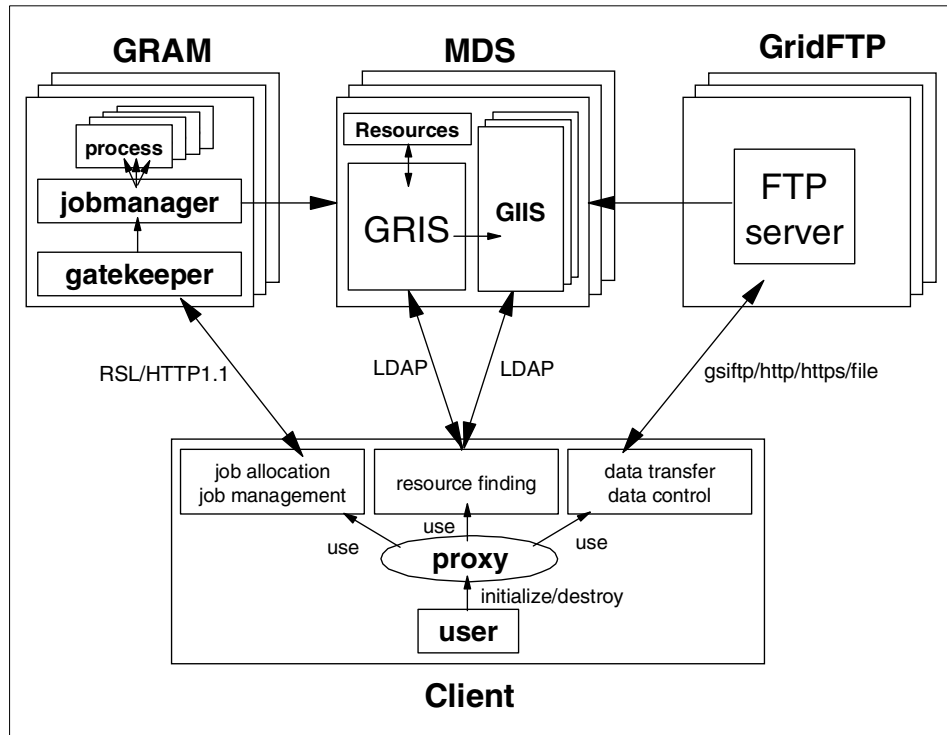 GRAM
MDS
GridFTP
process
jobmanager
gatekeeper
Resources
GRIS
GIIS
FTP
server
RSL/HTTP1.1
LDAP
LDAP
gsiftp/http/https/file
job allocation
job management
resource finding
data transfer
data control
use
use
use
proxy
initialize/destroy
user
Client